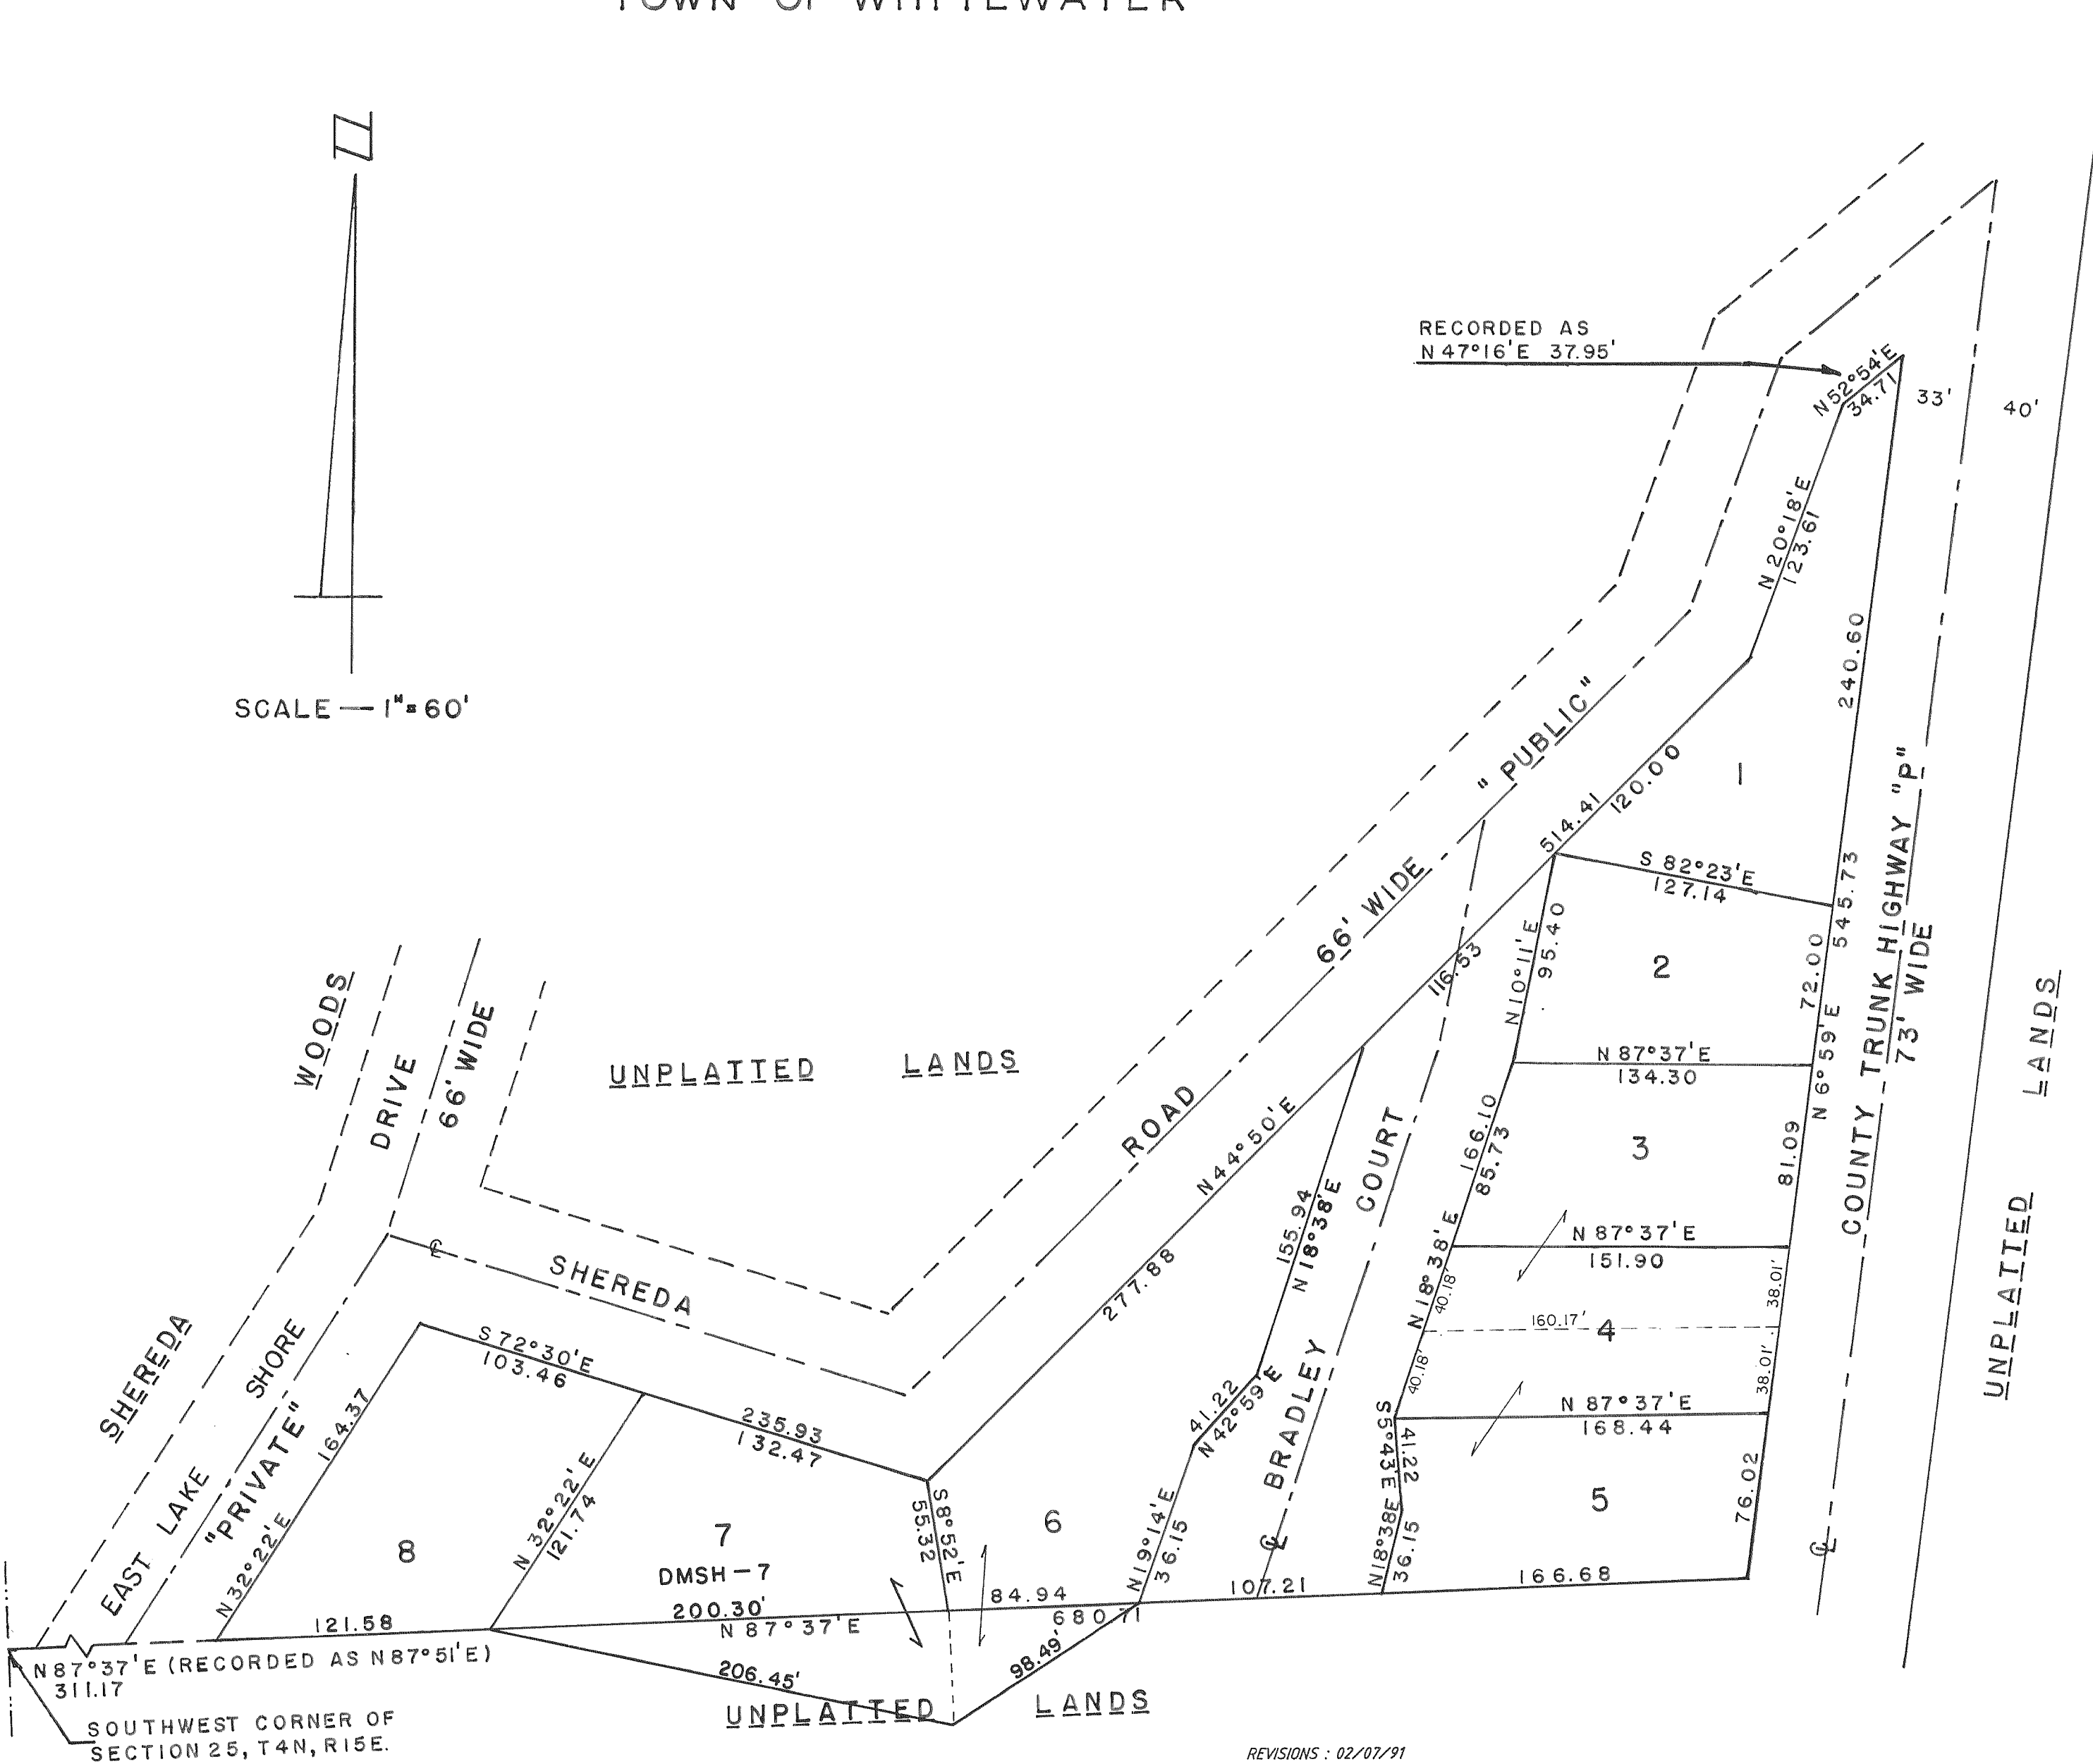 TOWN OF WHITEWATER
SCALE — 1"=60'
RECORDED AS
N 47°16'E 37.95'
N 52°54'E
34.71
33'
40'
N 20°18'E
123.61
240.60
"PUBLIC"
1
514.41
120.00
S 82°23'E
127.14
545.73
COUNTY TRUNK HIGHWAY "P"
73' WIDE
66' WIDE
116.53
N 10°11'E
95.40
2
72.00
N 6°59'E
N 87°37'E
134.30
WOODS
DRIVE
66' WIDE
UNPLATTED LANDS
ROAD
N 44°50'E
COURT
166.10
85.73
3
81.09
LANDS
UNPLATTED
SHEREDA
277.88
155.94
N 18°38'E
N 18°38'E
N 87°37'E
151.90
40.18'
38.01'
160.17'
4
40.18'
38.01'
SHEREDA
SHORE
S 72°30'E
103.46
164.37
235.93
132.47
41.22
N 42°59'E
BRADLEY
S 5°43'E
41.22
N 87°37'E
168.44
"PRIVATE"
EAST LAKE
N 32°22'E
8
N 32°22'E
121.74
7
DMSH-7
S 8°52'E
55.32
6
N 19°14'E
36.15
N 18°38'E
36.15
5
76.02
121.58
200.30'
N 87°37'E
84.94
680.71
107.21
166.68
N 87°37'E (RECORDED AS N 87°51'E)
311.17
206.45'
98.49'
UNPLATTED LANDS
SOUTHWEST CORNER OF
SECTION 25, T4N, R15E.
REVISIONS : 02/07/91